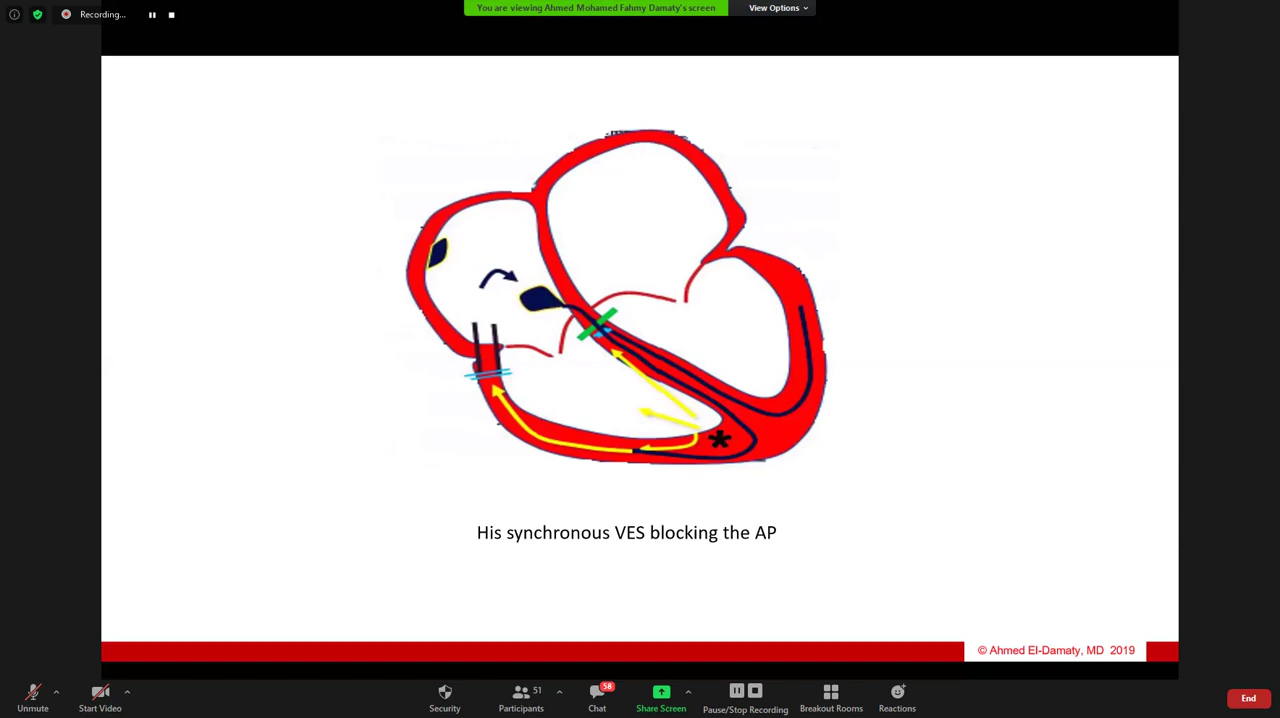 Recording...
You are viewing Ahmed Mohamed Fahmy Damaty's screen
View Options
*
His synchronous VES blocking the AP
© Ahmed El-Damaty, MD 2019
Unmute
Start Video
Security
51
Participants
58
Chat
Share Screen
Pause/Stop Recording
Breakout Rooms
Reactions
End